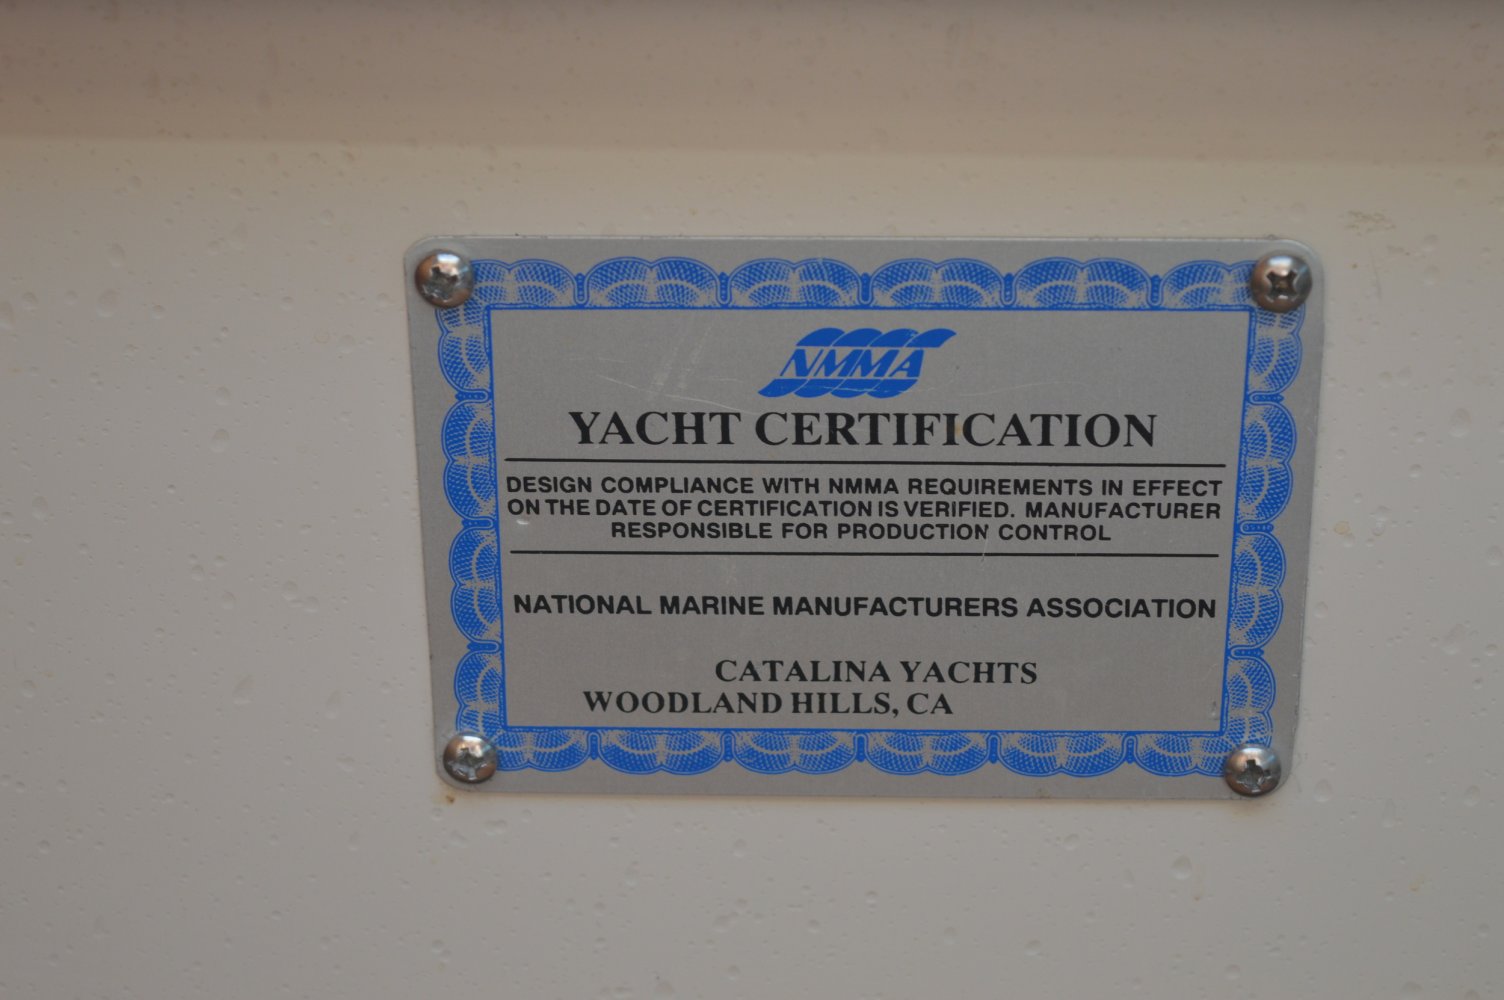 NMMA
YACHT CERTIFICATION
DESIGN COMPLIANCE WITH NMMA REQUIREMENTS IN EFFECT
ON THE DATE OF CERTIFICATION IS VERIFIED. MANUFACTURER
RESPONSIBLE FOR PRODUCTION CONTROL
NATIONAL MARINE MANUFACTURERS ASSOCIATION
CATALINA YACHTS
WOODLAND HILLS, CA